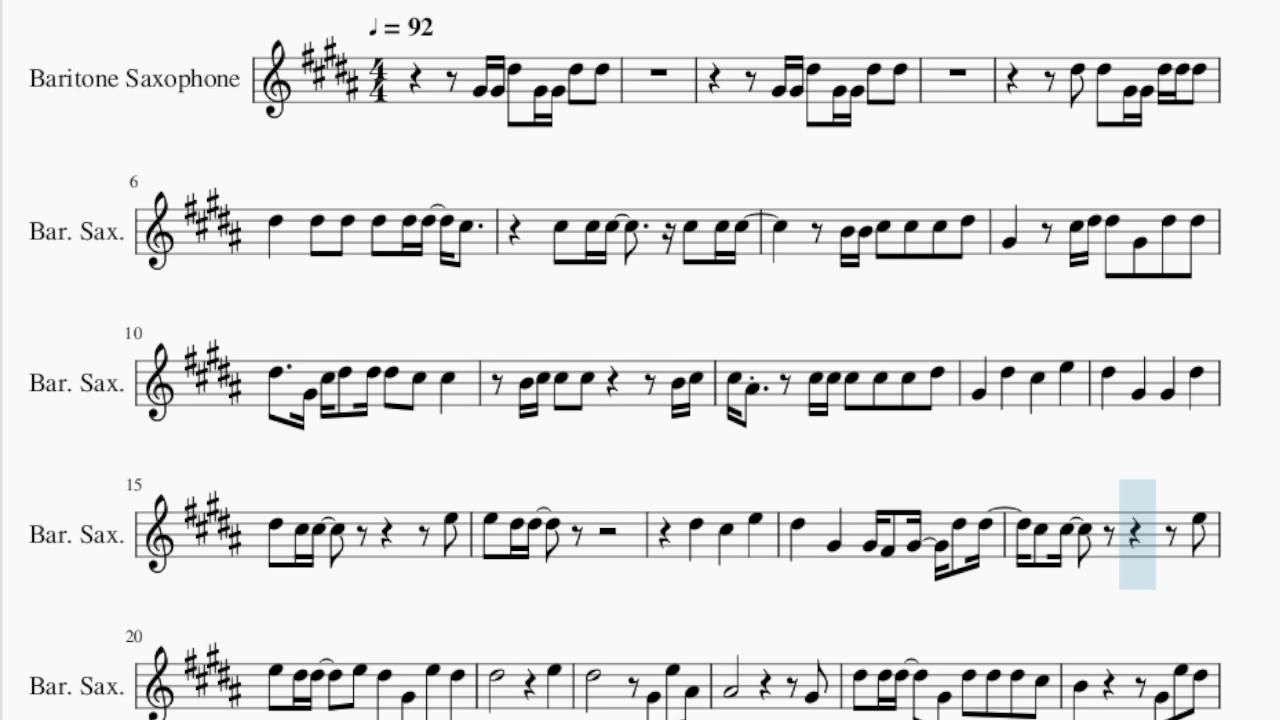 ♩ = 92
Baritone Saxophone
4
4
6
Bar. Sax.
10
Bar. Sax.
15
Bar. Sax.
20
Bar. Sax.